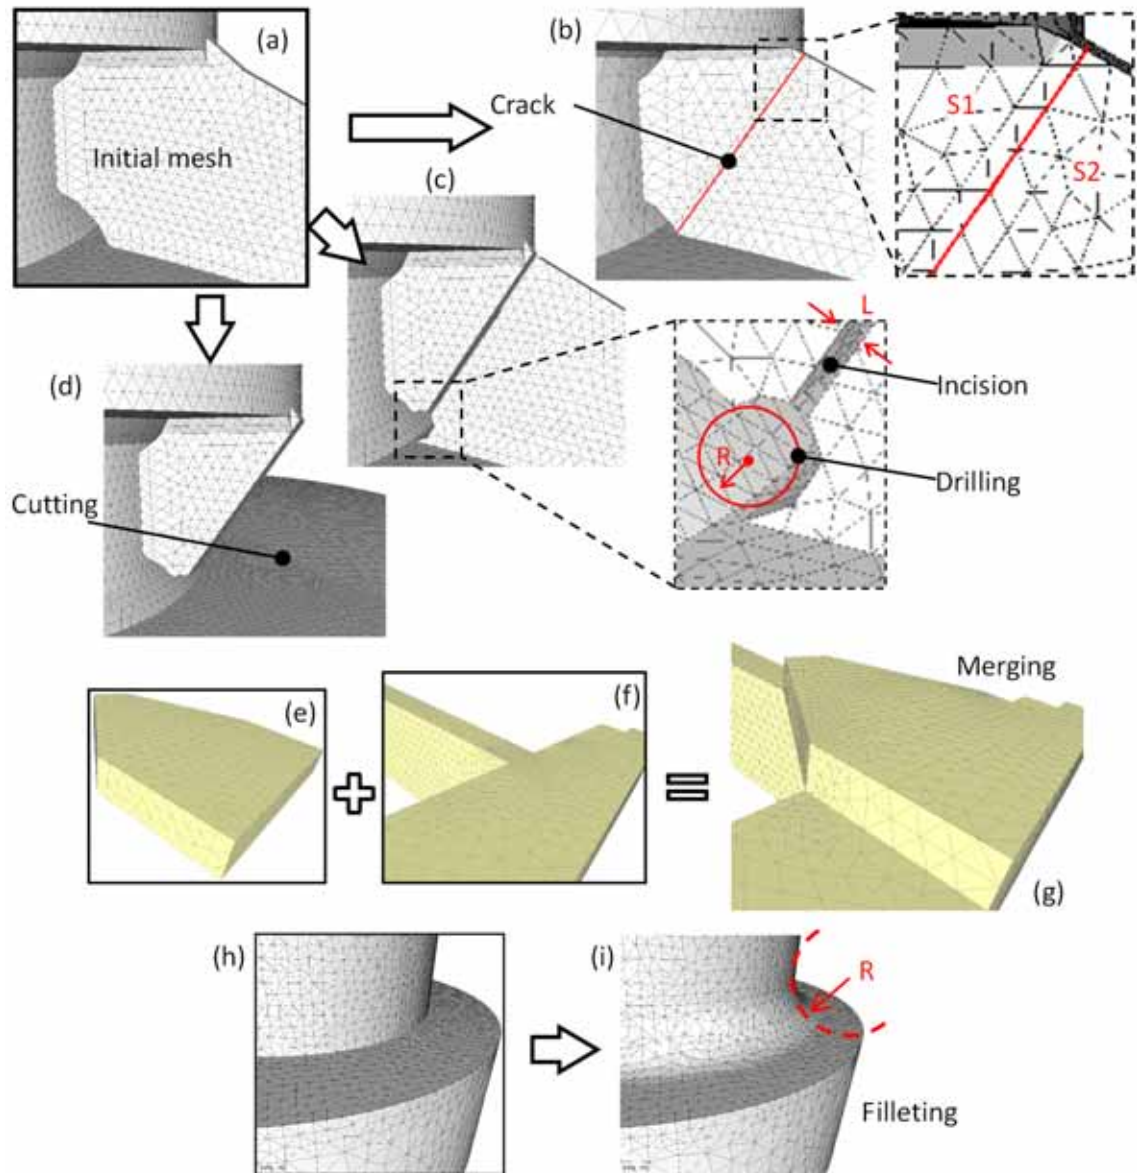 (a)
Initial mesh
(b)
Crack
S1
S2
(c)
L
Incision
R
Drilling
(d)
Cutting
(e)
(f)
Merging
(g)
(h)
(i)
R
Filleting